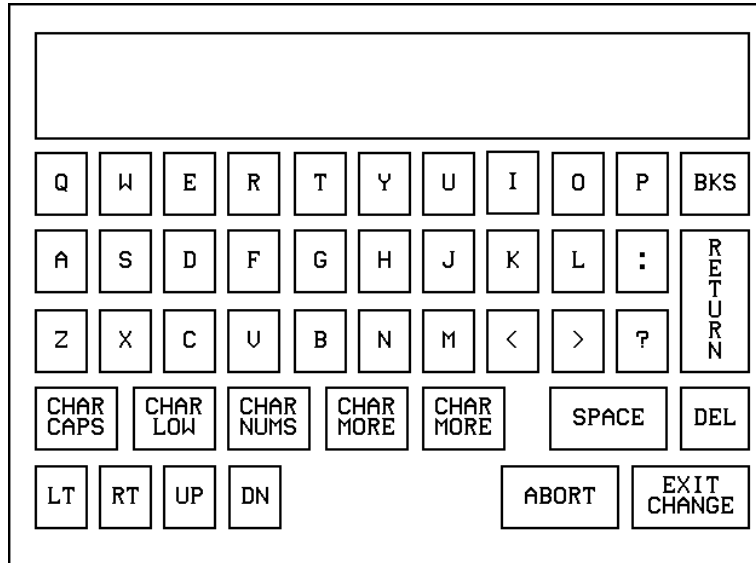 Q W E R T Y U I O P BKS
A S D F G H J K L : RETURN
Z X C V B N M < > ?
CHAR CAPS CHAR LOW CHAR NUMS CHAR MORE CHAR MORE SPACE DEL
LT RT UP DN ABORT EXIT CHANGE